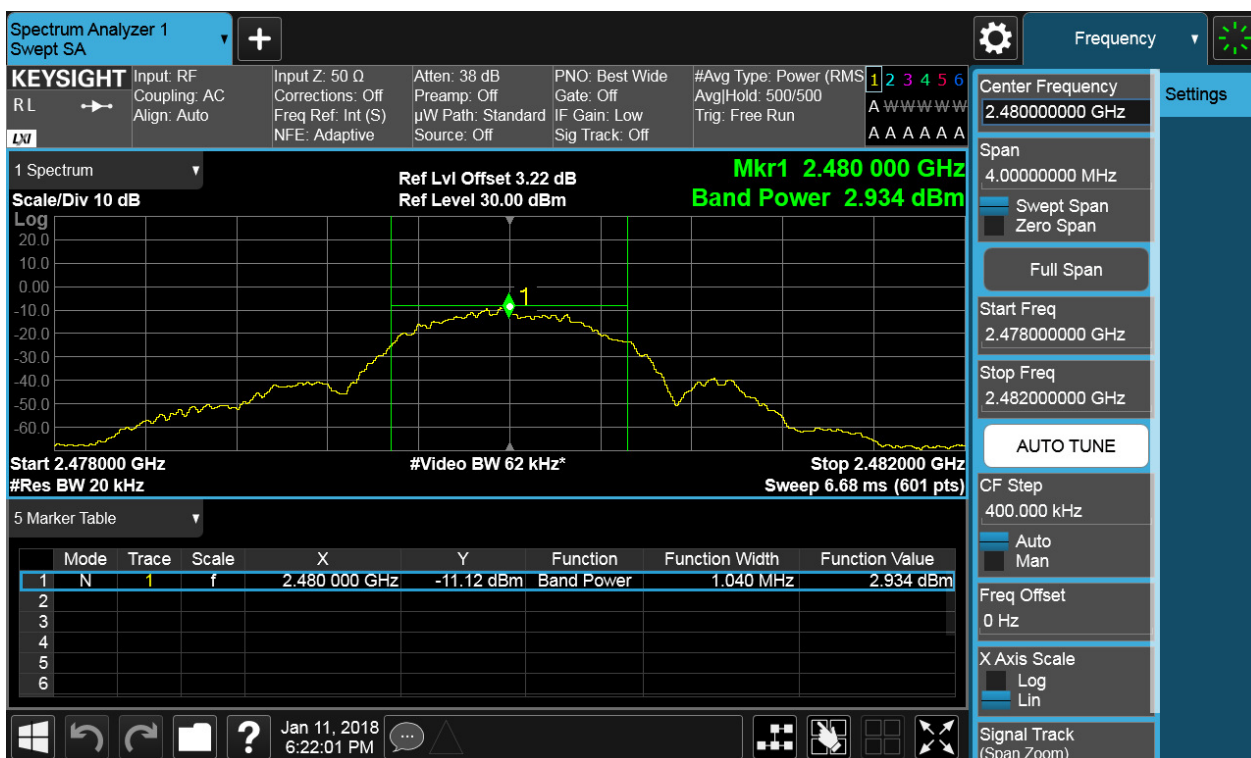 Spectrum Analyzer 1
Swept SA
Frequency
KEYSIGHT
R L
LXI
Input: RF
Coupling: AC
Align: Auto
Input Z: 50 Ω
Corrections: Off
Freq Ref: Int (S)
NFE: Adaptive
Atten: 38 dB
Preamp: Off
µW Path: Standard
Source: Off
PNO: Best Wide
Gate: Off
IF Gain: Low
Sig Track: Off
#Avg Type: Power (RMS
Avg|Hold: 500/500
Trig: Free Run
1 2 3 4 5 6
A W W W W W
A A A A A A
1 Spectrum
Scale/Div 10 dB
Ref Lvl Offset 3.22 dB
Ref Level 30.00 dBm
Mkr1 2.480 000 GHz
Band Power 2.934 dBm
Log
20.0
10.0
0.00
-10.0
-20.0
-30.0
-40.0
-50.0
-60.0
1
Start 2.478000 GHz
#Res BW 20 kHz
#Video BW 62 kHz*
Stop 2.482000 GHz
Sweep 6.68 ms (601 pts)
5 Marker Table
Mode Trace Scale X Y Function Function Width Function Value
1 N 1 f 2.480 000 GHz -11.12 dBm Band Power 1.040 MHz 2.934 dBm
2
3
4
5
6
?
Jan 11, 2018
6:22:01 PM
Center Frequency
2.480000000 GHz
Span
4.00000000 MHz
Swept Span
Zero Span
Full Span
Start Freq
2.478000000 GHz
Stop Freq
2.482000000 GHz
AUTO TUNE
CF Step
400.000 kHz
Auto
Man
Freq Offset
0 Hz
X Axis Scale
Log
Lin
Signal Track
(Span Zoom)
Settings